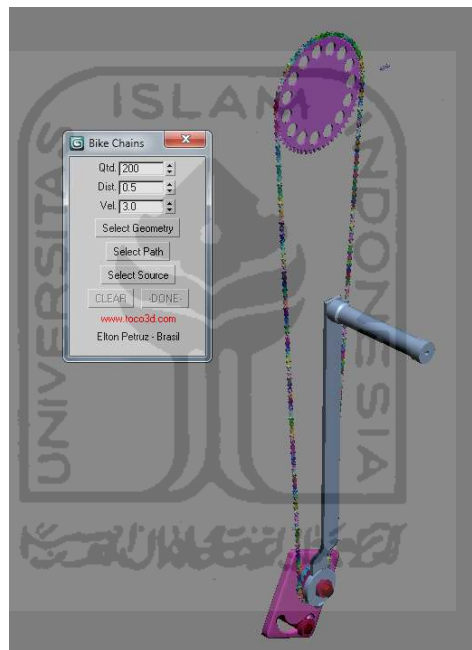 ISLAM
UNIVERSITAS
INDONESIA
Bike Chains
Qtd. 200
Dist. 0.5
Vel. 3.0
Select Geometry
Select Path
Select Source
CLEAR -DONE-
www.toco3d.com
Elton Petruz - Brasil